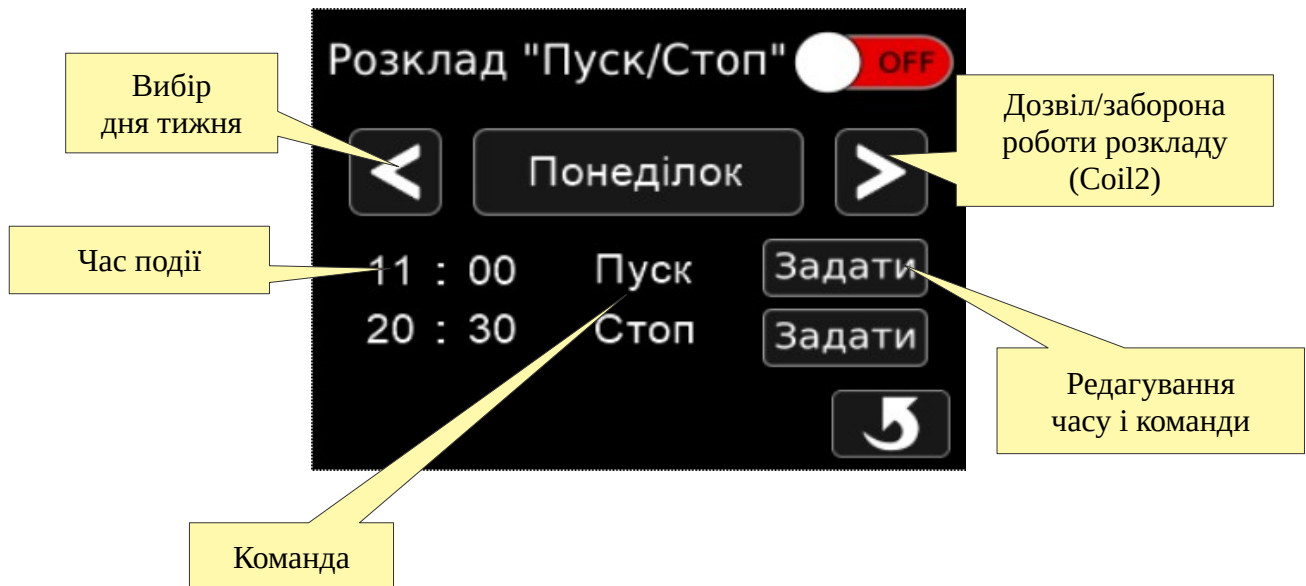 Розклад "Пуск/Стоп" OFF
Вибір
дня тижня
Дозвіл/заборона
роботи розкладу
(Coil2)
< Понеділок >
Час події
11 : 00 Пуск Задати
20 : 30 Стоп Задати
Редагування
часу і команди
Команда